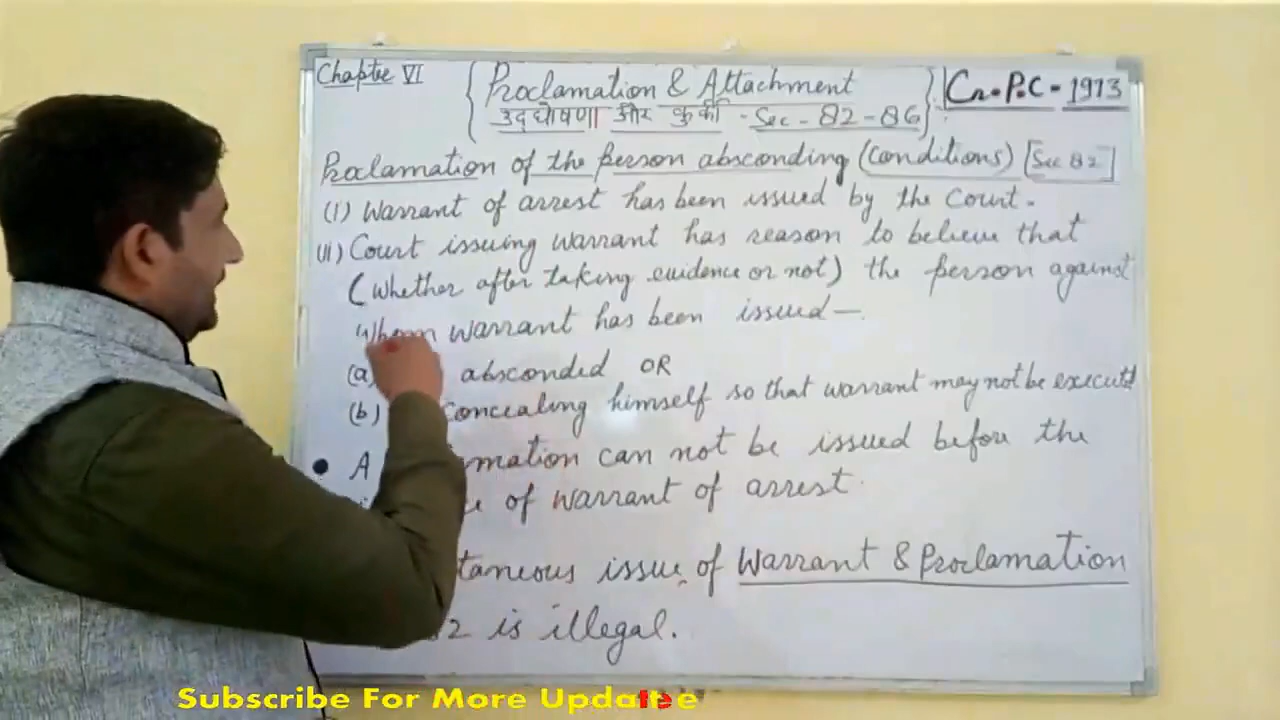 Chapter VI
Proclamation & Attachment
Cr.P.C - 1973
उद्घोषणा और कुर्की - Sec - 82 - 86
Proclamation of the person absconding (conditions) [Sec 82]
(i) Warrant of arrest has been issued by the Court.
(ii) Court issuing warrant has reason to believe that
(whether after taking evidence or not) the person against
whom warrant has been issued —
(a) absconded OR
(b) concealing himself so that warrant may not be executed
• A mation can not be issued before the
of warrant of arrest.
taneous issue of Warrant & Proclamation
82 is illegal.
Subscribe For More Update